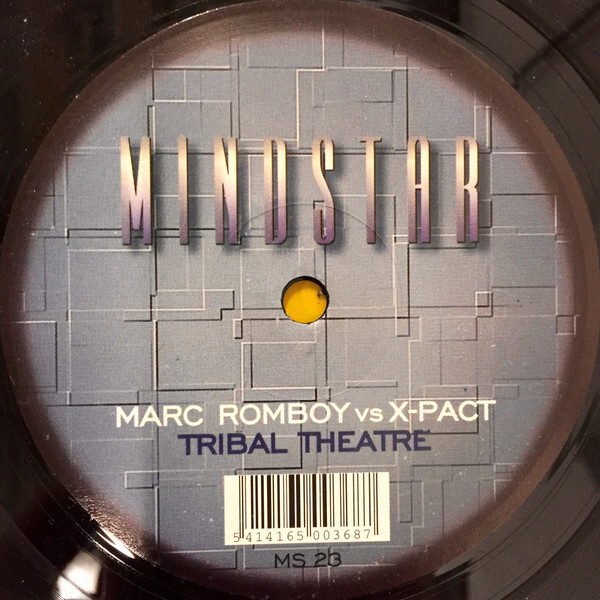 MINDSTAR
MARC ROMBOY vs X-PACT
TRIBAL THEATRE
5 414165 003687
MS 23